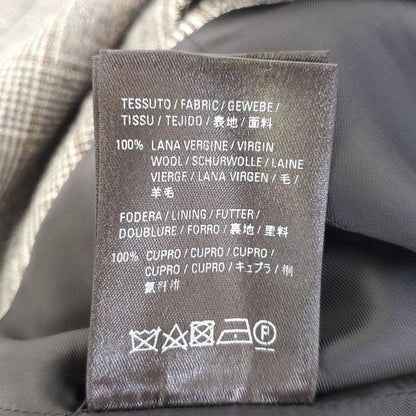 TESSUTO / FABRIC / GEWEBE /
TISSU / TEJIDO / 表地 / 面料
100% LANA VERGINE / VIRGIN
WOOL / SCHURWOLLE / LAINE
VIERGE / LANA VIRGEN / 毛 /
羊毛
FODERA / LINING / FUTTER /
DOUBLURE / FORRO / 裏地 / 里料
100% CUPRO / CUPRO / CUPRO /
CUPRO / CUPRO / キュプラ / 铜
氨纤维
P